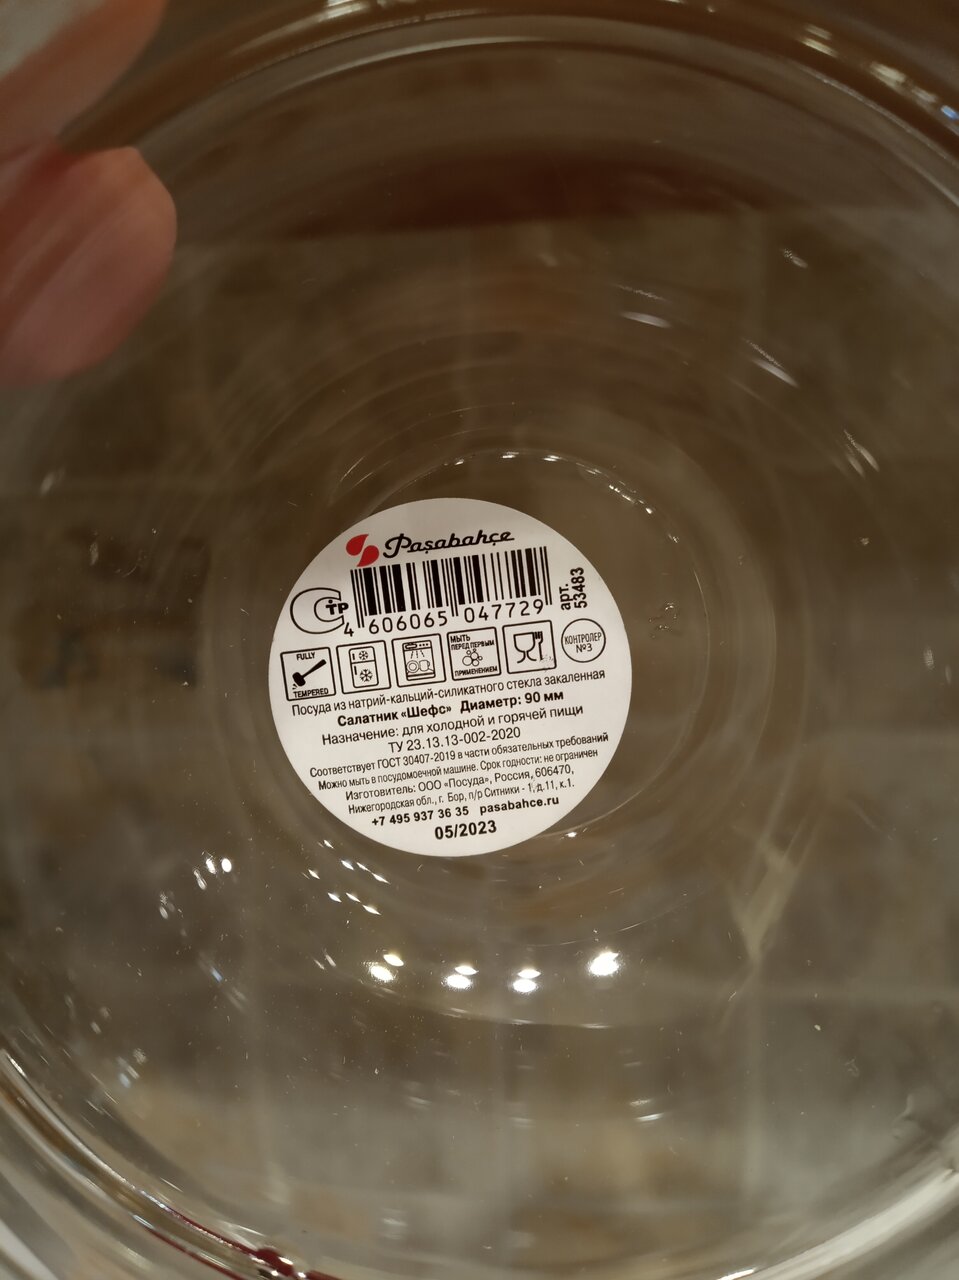 Paşabahçe
арт. 53483
СТР
4 606065 047729
FULLY TEMPERED
МЫТЬ ПЕРЕД ПЕРВЫМ ПРИМЕНЕНИЕМ
КОНТРОЛЕР №3
Посуда из натрий-кальций-силикатного стекла закаленная
Салатник «Шефс» Диаметр: 90 мм
Назначение: для холодной и горячей пищи
ТУ 23.13.13-002-2020
Соответствует ГОСТ 30407-2019 в части обязательных требований
Можно мыть в посудомоечной машине. Срок годности: не ограничен
Изготовитель: ООО «Посуда», Россия, 606470,
Нижегородская обл., г. Бор, п/р Ситники - 1, д.11, к.1.
+7 495 937 36 35 pasabahce.ru
05/2023